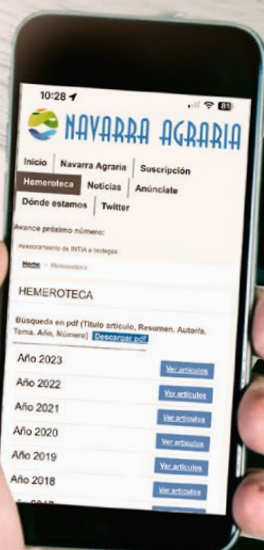 10:28
81
NAVARRA AGRARIA
Inicio Navarra Agraria Suscripción
Hemeroteca Noticias Anúnciate
Dónde estamos Twitter
Avance próximo número:
Asesoramiento de INTIA a bodegas
Home - Hemeroteca
HEMEROTECA
Búsqueda en pdf (Título artículo, Resumen, Autor/a,
Tema, Año, Número) Descargar pdf
Año 2023 Ver artículos
Año 2022 Ver artículos
Año 2021 Ver artículos
Año 2020 Ver artículos
Año 2019 Ver artículos
Año 2018 Ver artículos